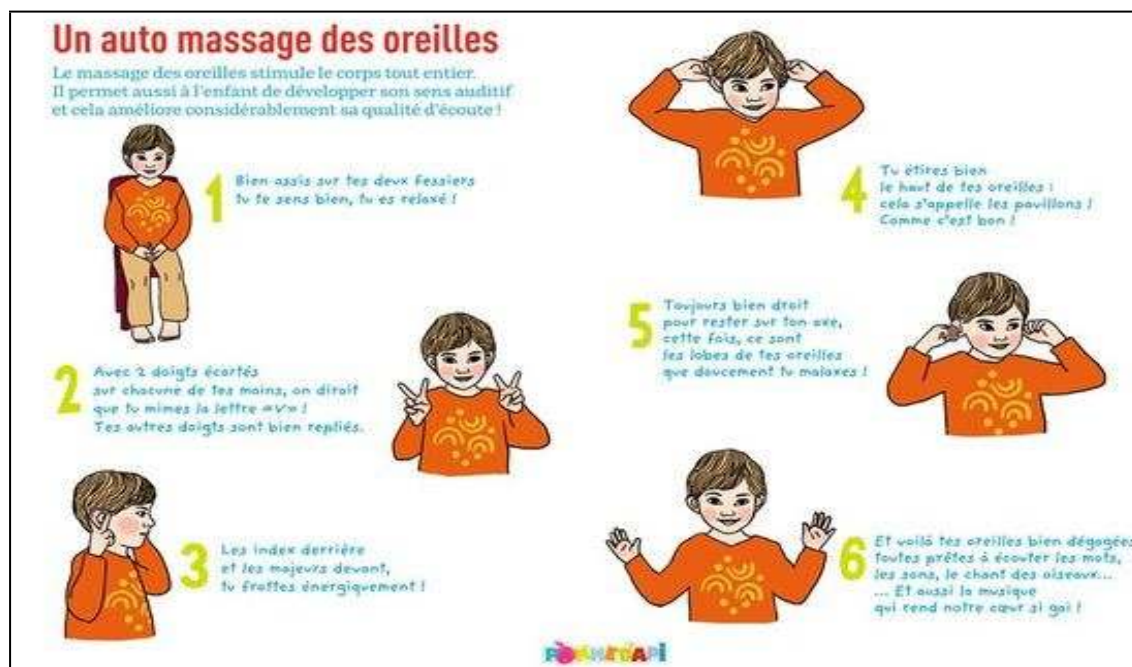 Un auto massage des oreilles
Le massage des oreilles stimule le corps tout entier.
Il permet aussi à l'enfant de développer son sens auditif
et cela améliore considérablement sa qualité d'écoute !
1
Bien assis sur tes deux fessiers
tu te sens bien, tu es relaxé !
2
Avec 2 doigts écartés
sur chacune de tes mains, on dirait
que tu mimes la lettre «V» !
Tes autres doigts sont bien repliés.
3
Les index derrière
et les majeurs devant,
tu frottes énergiquement !
4
Tu étires bien
le haut de tes oreilles :
cela s'appelle les pavillons !
Comme c'est bon !
5
Toujours bien droit
pour rester sur ton axe,
cette fois, ce sont
les lobes de tes oreilles
que doucement tu malaxes !
6
Et voilà tes oreilles bien dégagées
toutes prêtes à écouter les mots,
les sons, le chant des oiseaux...
... Et aussi la musique
qui rend notre cœur si gai !
POMME D'API